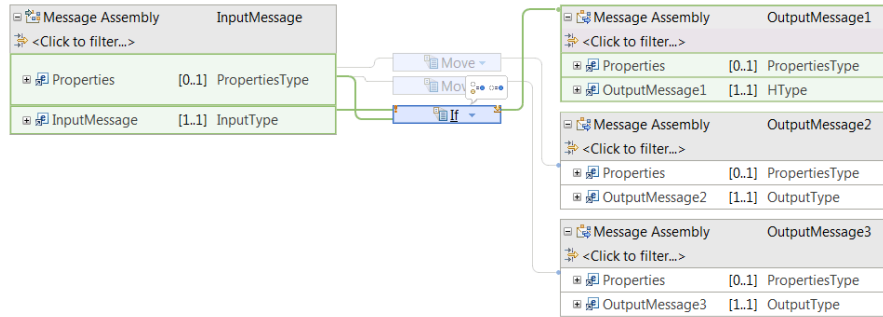 Message Assembly InputMessage
<Click to filter...>
Properties [0..1] PropertiesType
InputMessage [1..1] InputType
Move
Mov
If
Message Assembly OutputMessage1
<Click to filter...>
Properties [0..1] PropertiesType
OutputMessage1 [1..1] HType
Message Assembly OutputMessage2
<Click to filter...>
Properties [0..1] PropertiesType
OutputMessage2 [1..1] OutputType
Message Assembly OutputMessage3
<Click to filter...>
Properties [0..1] PropertiesType
OutputMessage3 [1..1] OutputType